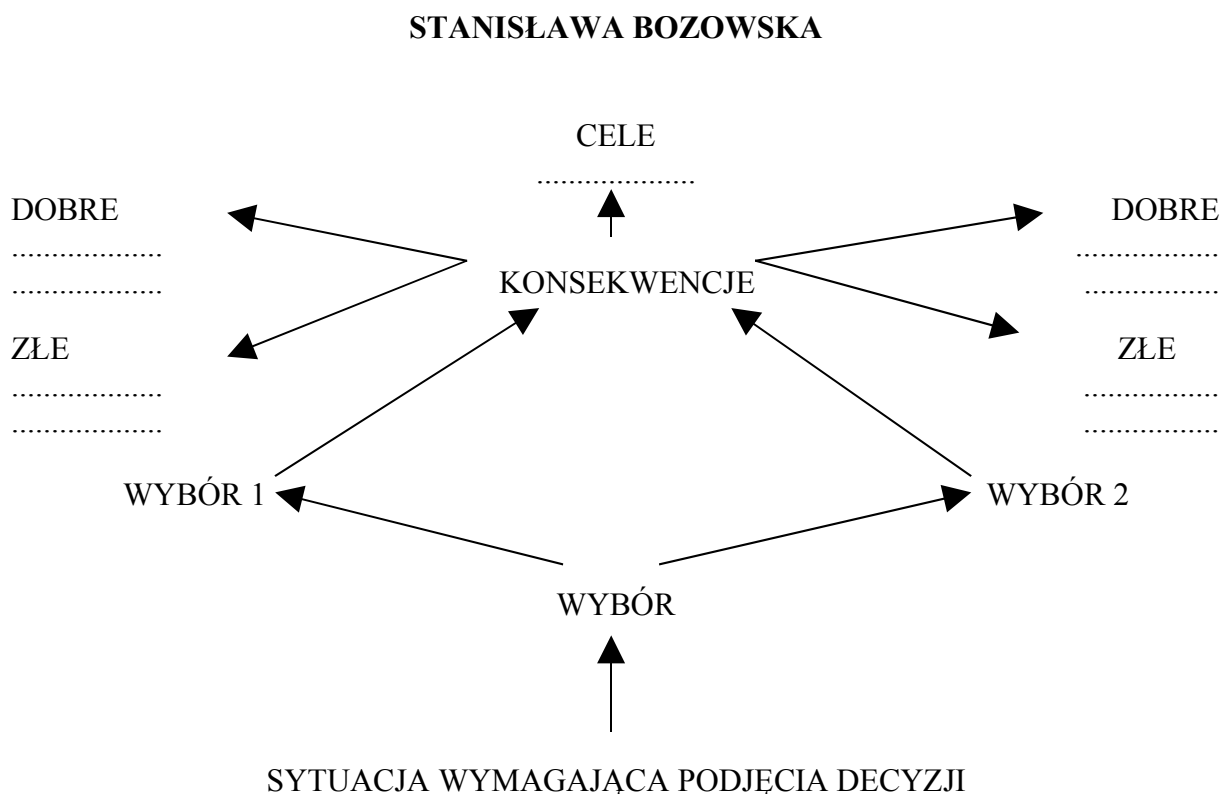 STANISŁAWA BOZOWSKA
CELE
....................
DOBRE
DOBRE
...................
..................
...................
.................
KONSEKWENCJE
ZŁE
ZŁE
...................
.................
...................
.................
WYBÓR 1
WYBÓR 2
WYBÓR
SYTUACJA WYMAGAJĄCA PODJĘCIA DECYZJI